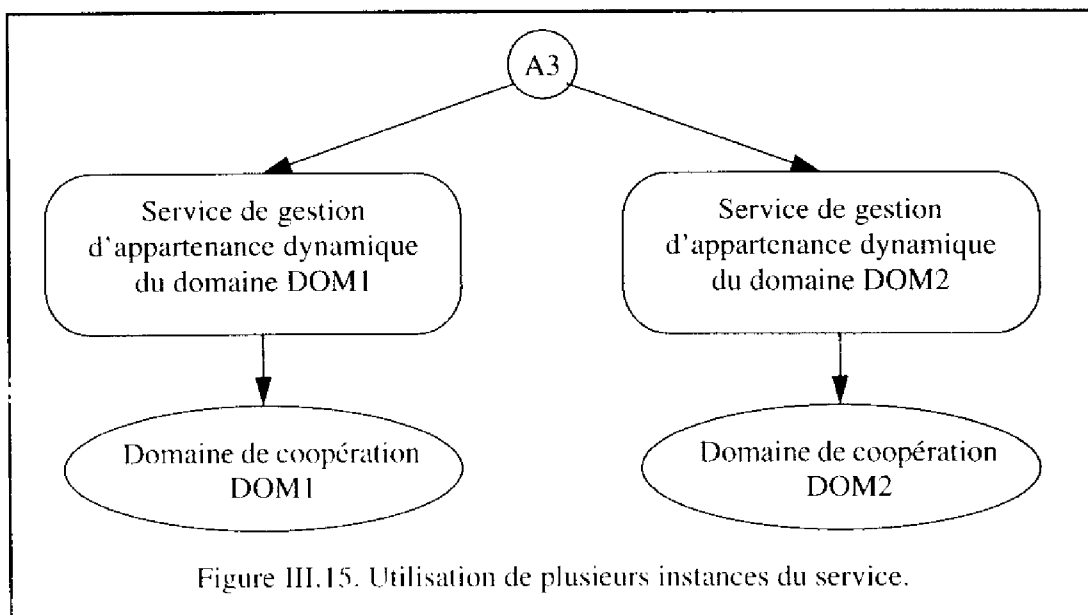 A3
Service de gestion
d'appartenance dynamique
du domaine DOM1
Service de gestion
d'appartenance dynamique
du domaine DOM2
Domaine de coopération
DOM1
Domaine de coopération
DOM2
Figure III.15. Utilisation de plusieurs instances du service.